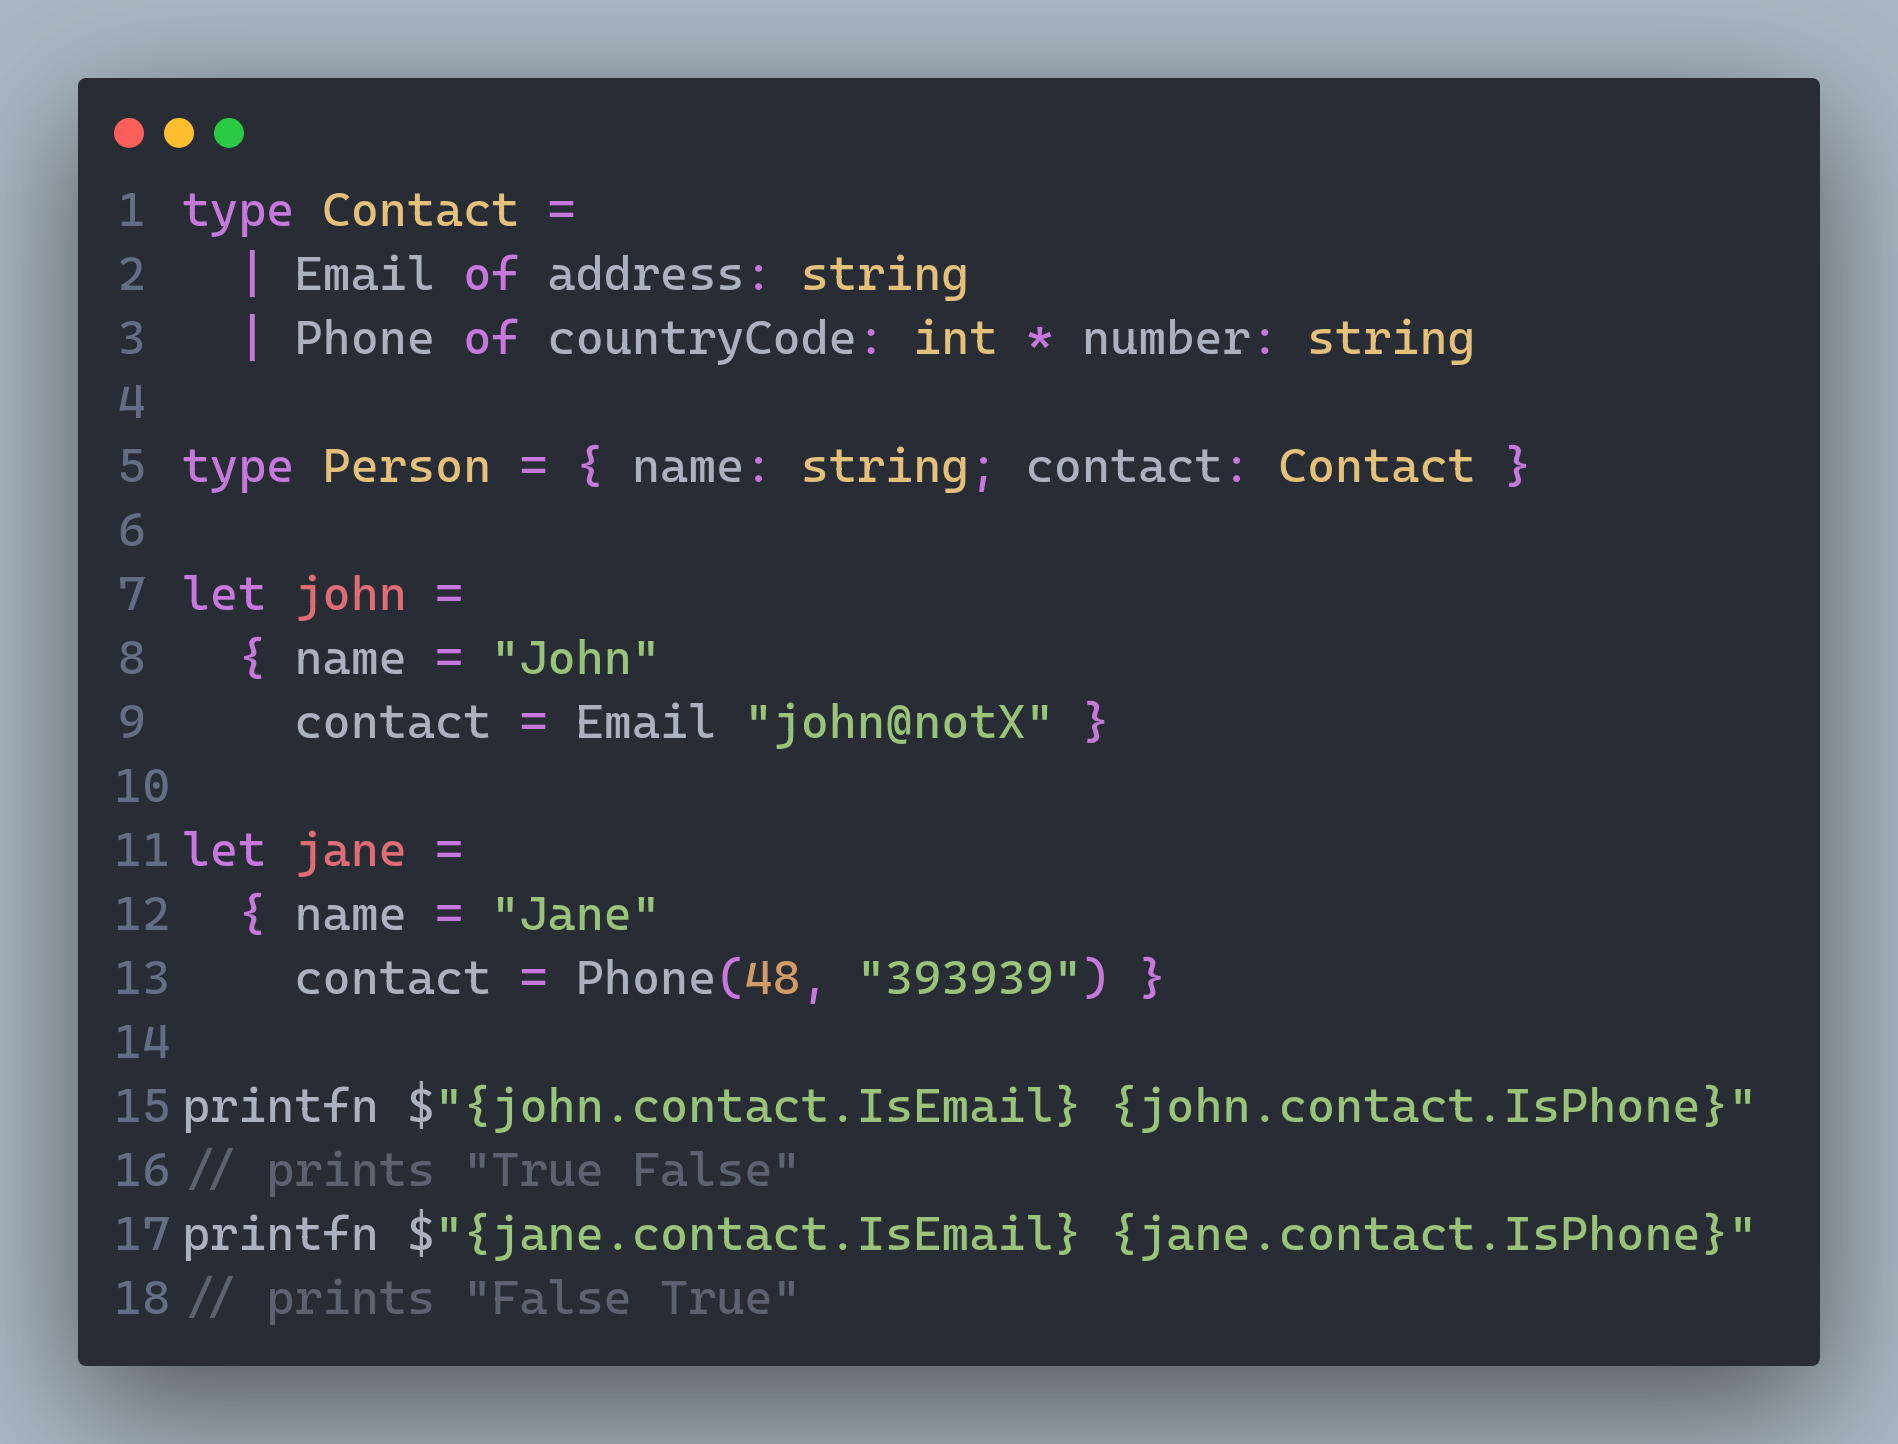 1 type Contact =
2   | Email of address: string
3   | Phone of countryCode: int * number: string
4
5 type Person = { name: string; contact: Contact }
6
7 let john =
8   { name = "John"
9     contact = Email "john@notX" }
10
11 let jane =
12   { name = "Jane"
13     contact = Phone(48, "393939") }
14
15 printfn $"{john.contact.IsEmail} {john.contact.IsPhone}"
16 // prints "True False"
17 printfn $"{jane.contact.IsEmail} {jane.contact.IsPhone}"
18 // prints "False True"